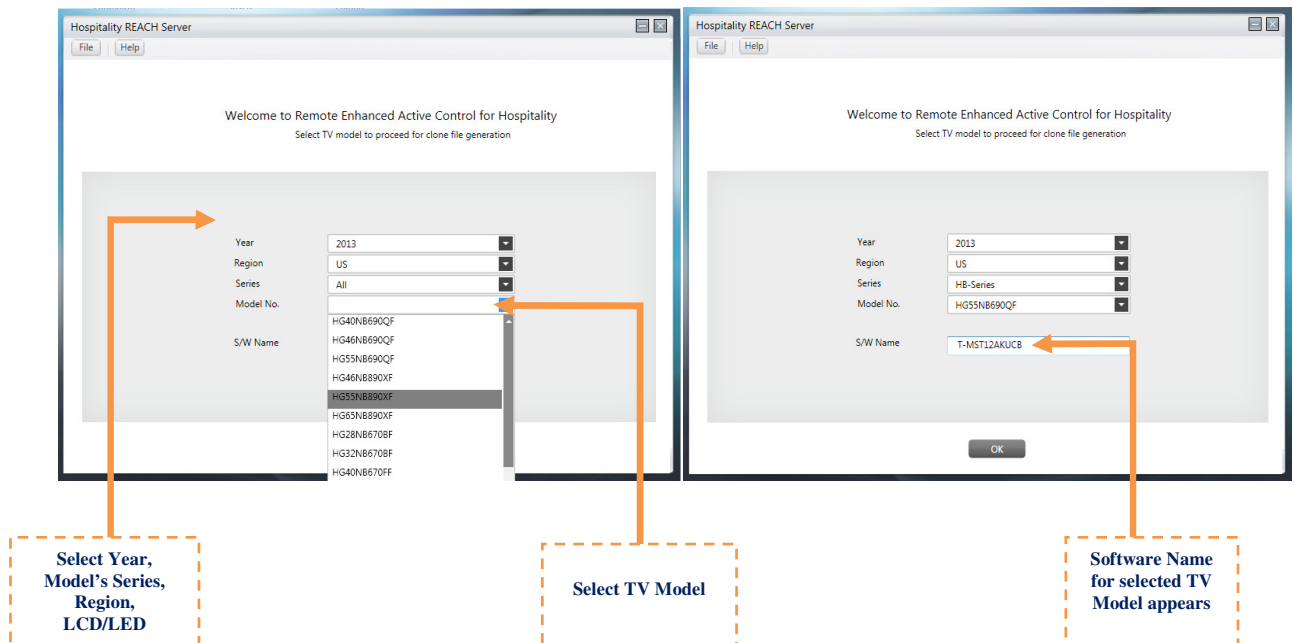 Hospitality REACH Server
File Help
Welcome to Remote Enhanced Active Control for Hospitality
Select TV model to proceed for clone file generation
Year 2013
Region US
Series All
Model No.
HG40NB690QF
HG46NB690QF
S/W Name
HG55NB690QF
HG46NB890XF
HG55NB890XF
HG65NB890XF
HG28NB670BF
HG32NB670BF
HG40NB670FF
Hospitality REACH Server
File Help
Welcome to Remote Enhanced Active Control for Hospitality
Select TV model to proceed for clone file generation
Year 2013
Region US
Series HB-Series
Model No. HG55NB690QF
S/W Name T-MST12AKUCB
OK
Select Year,
Model's Series,
Region,
LCD/LED
Select TV Model
Software Name
for selected TV
Model appears